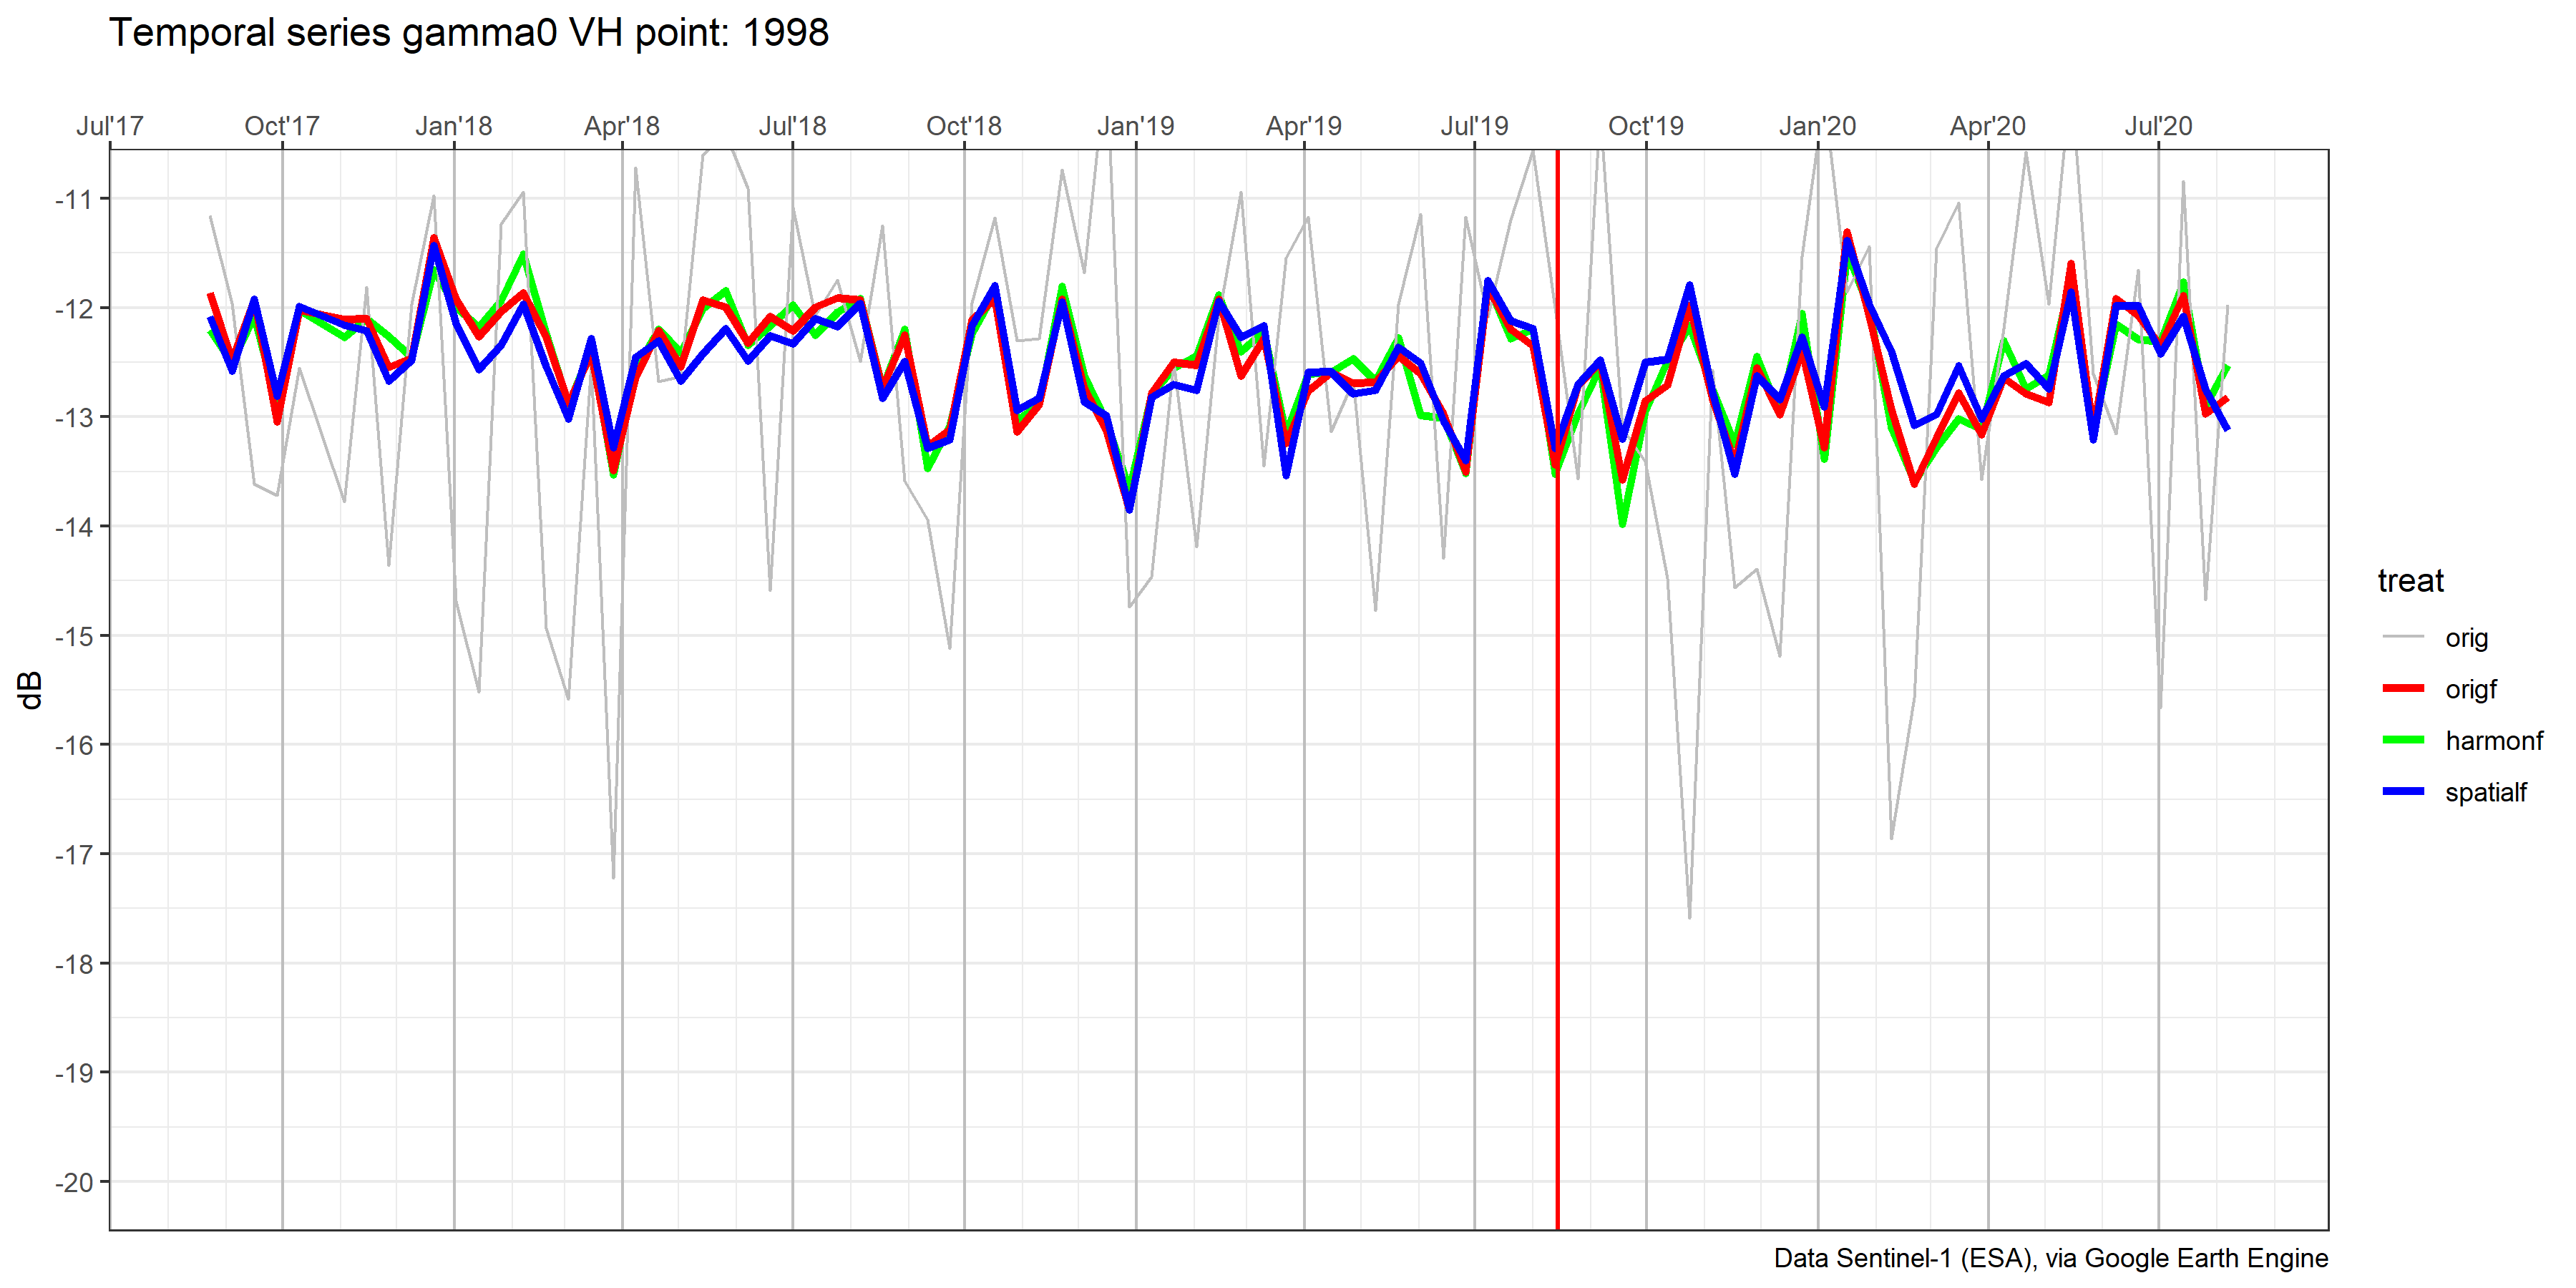 Temporal series gamma0 VH point: 1998
Jul'17 Oct'17 Jan'18 Apr'18 Jul'18 Oct'18 Jan'19 Apr'19 Jul'19 Oct'19 Jan'20 Apr'20 Jul'20
-11
-12
-13
-14
-15
-16
-17
-18
-19
-20
dB
treat
orig
origf
harmonf
spatialf
Data Sentinel-1 (ESA), via Google Earth Engine